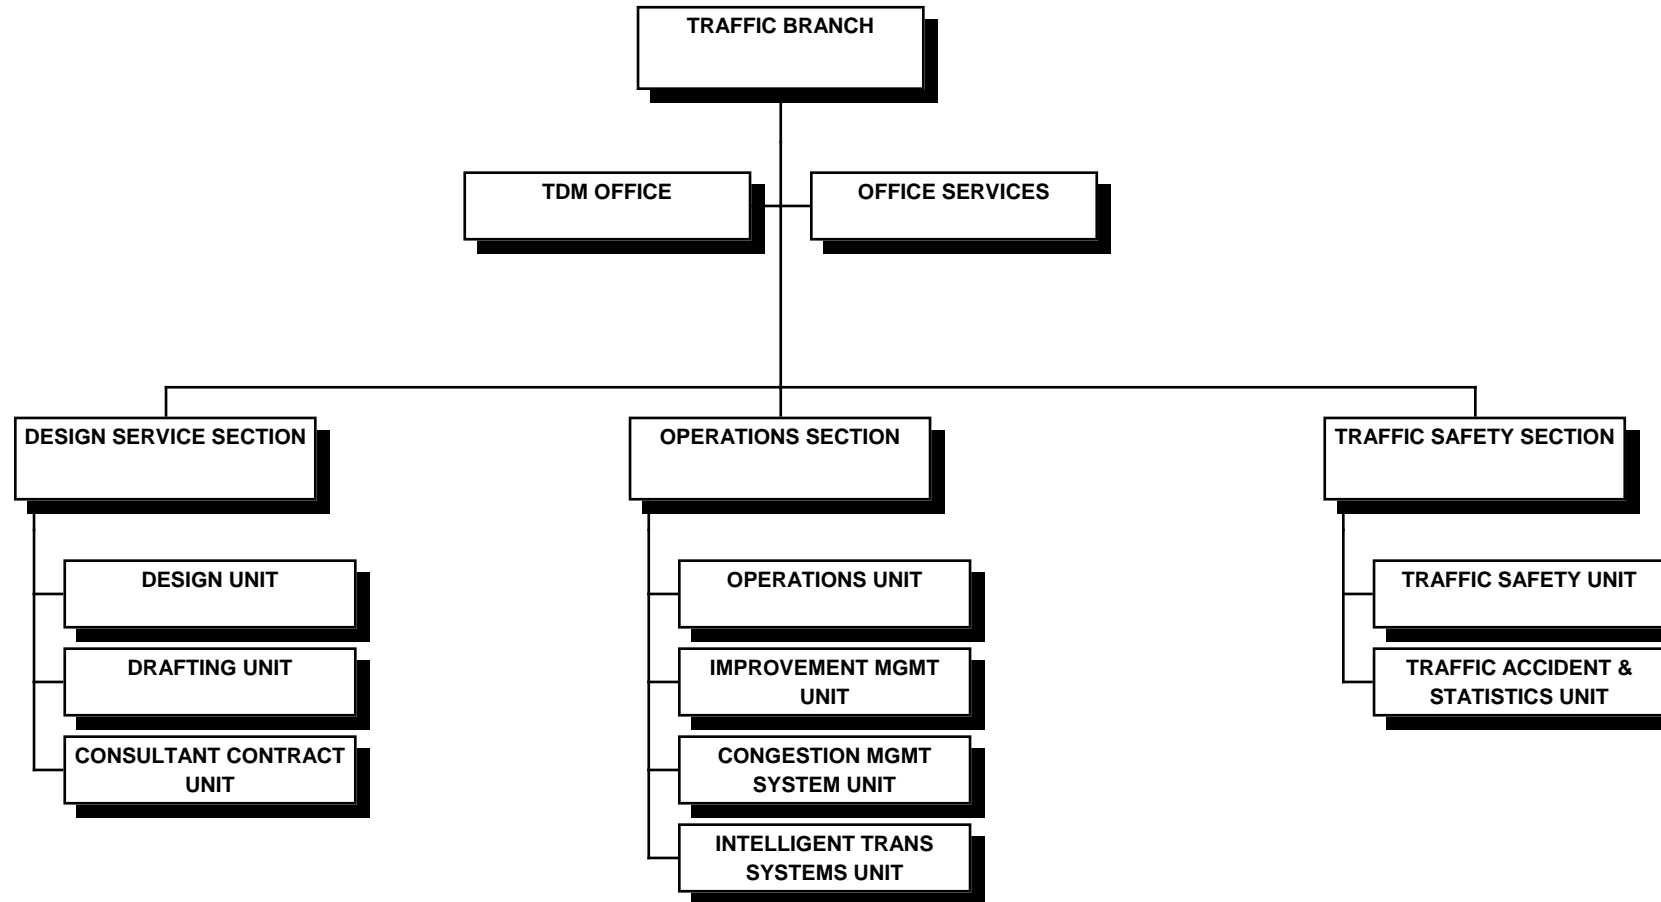 TRAFFIC BRANCH
TDM OFFICE
OFFICE SERVICES
DESIGN SERVICE SECTION
OPERATIONS SECTION
TRAFFIC SAFETY SECTION
DESIGN UNIT
DRAFTING UNIT
CONSULTANT CONTRACT
UNIT
OPERATIONS UNIT
IMPROVEMENT MGMT
UNIT
CONGESTION MGMT
SYSTEM UNIT
INTELLIGENT TRANS
SYSTEMS UNIT
TRAFFIC SAFETY UNIT
TRAFFIC ACCIDENT &
STATISTICS UNIT